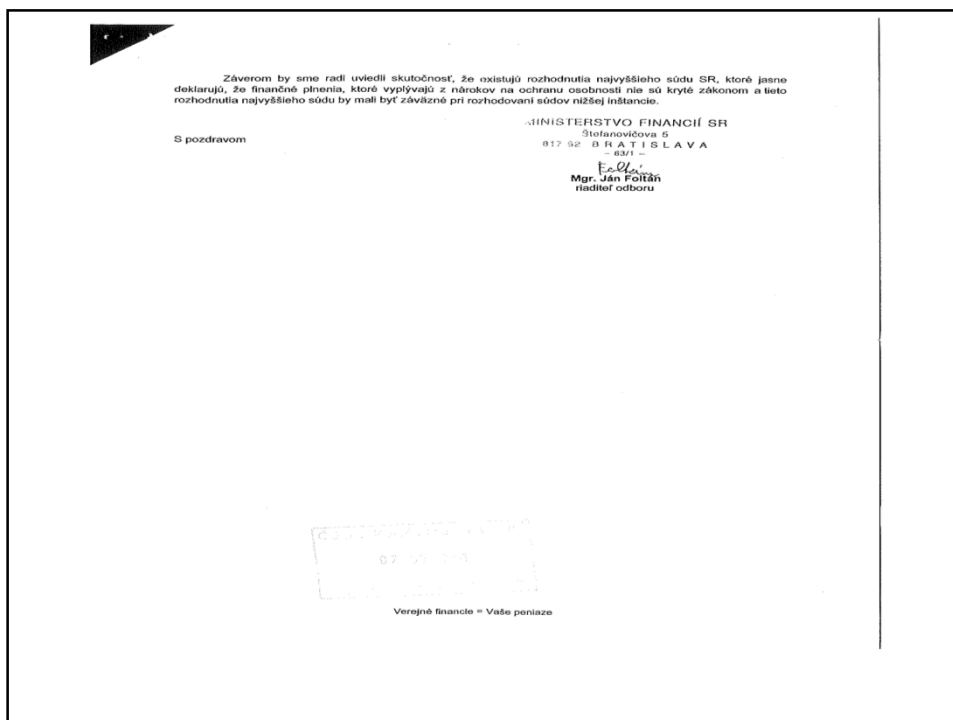 Záverom by sme radi uviedli skutočnosť, že existujú rozhodnutia najvyššieho súdu SR, ktoré jasne
deklarujú, že finančné plnenia, ktoré vyplývajú z nárokov na ochranu osobnosti nie sú kryté zákonom a tieto
rozhodnutia najvyššieho súdu by mali byť záväzné pri rozhodovaní súdov nižšej inštancie.
S pozdravom
MINISTERSTVO FINANCIÍ SR
Štefanovičova 5
817 82 BRATISLAVA
– 63/1 –
Mgr. Ján Foltán
riaditeľ odboru
Verejné financie = Vaše peniaze